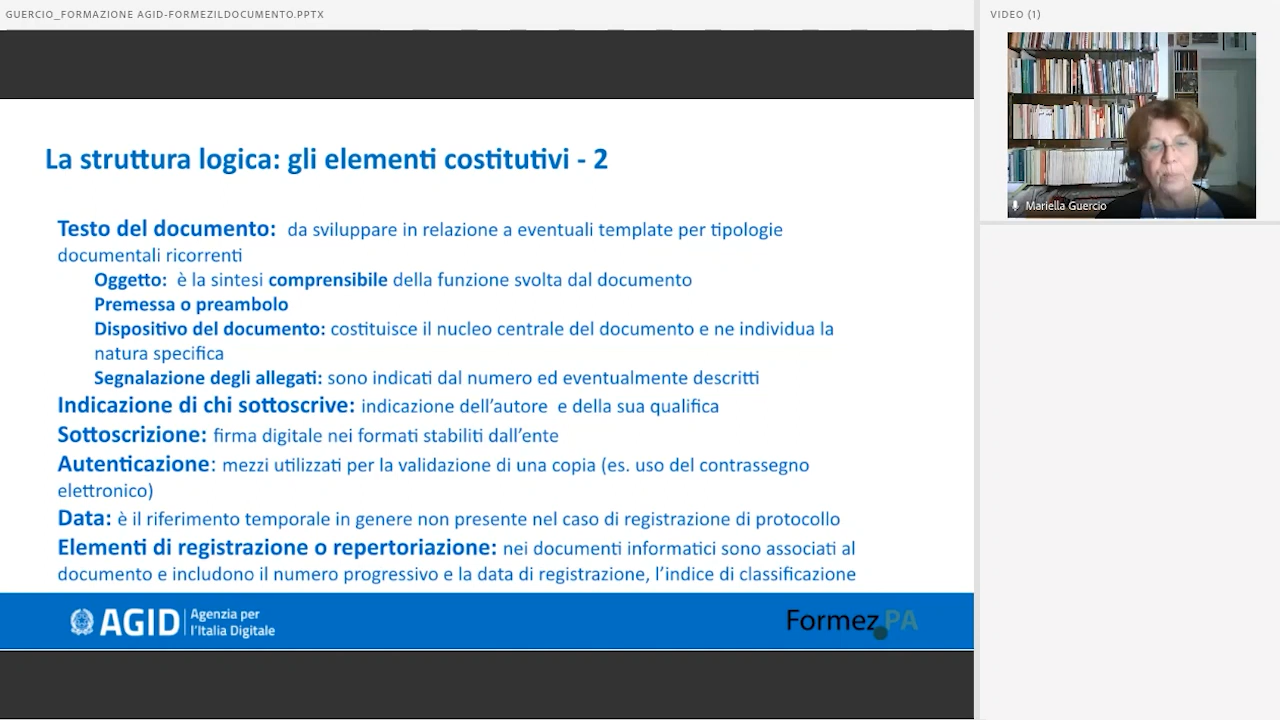 GUERCIO_FORMAZIONE AGID-FORMEZILDOCUMENTO.PPTX
VIDEO (1)
Mariella Guercio
La struttura logica: gli elementi costitutivi - 2
Testo del documento: da sviluppare in relazione a eventuali template per tipologie
documentali ricorrenti
Oggetto: è la sintesi comprensibile della funzione svolta dal documento
Premessa o preambolo
Dispositivo del documento: costituisce il nucleo centrale del documento e ne individua la
natura specifica
Segnalazione degli allegati: sono indicati dal numero ed eventualmente descritti
Indicazione di chi sottoscrive: indicazione dell’autore e della sua qualifica
Sottoscrizione: firma digitale nei formati stabiliti dall’ente
Autenticazione: mezzi utilizzati per la validazione di una copia (es. uso del contrassegno
elettronico)
Data: è il riferimento temporale in genere non presente nel caso di registrazione di protocollo
Elementi di registrazione o repertoriazione: nei documenti informatici sono associati al
documento e includono il numero progressivo e la data di registrazione, l’indice di classificazione
AGID Agenzia per
l’Italia Digitale
Formez PA